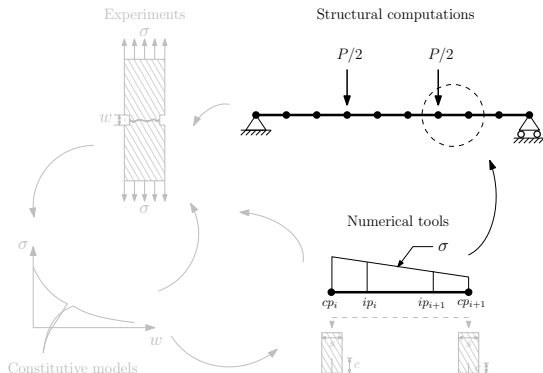 Experiments
Structural computations
σ
P/2
P/2
w
σ
Numerical tools
σ
σ
cp_i
ip_i
ip_{i+1}
cp_{i+1}
w
c
c
Constitutive models